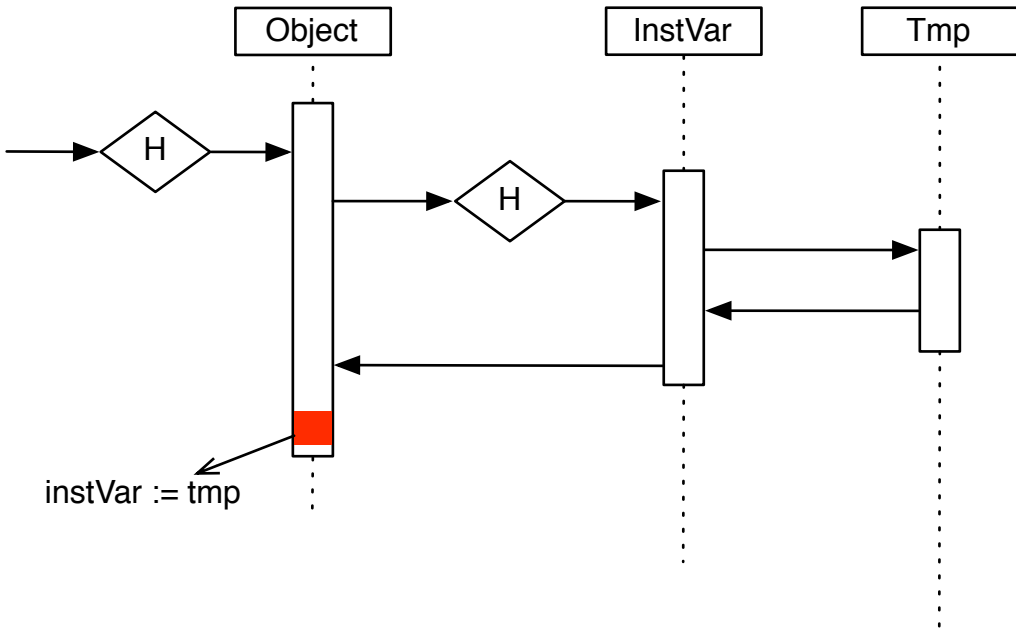 Object
InstVar
Tmp
H
H
instVar := tmp